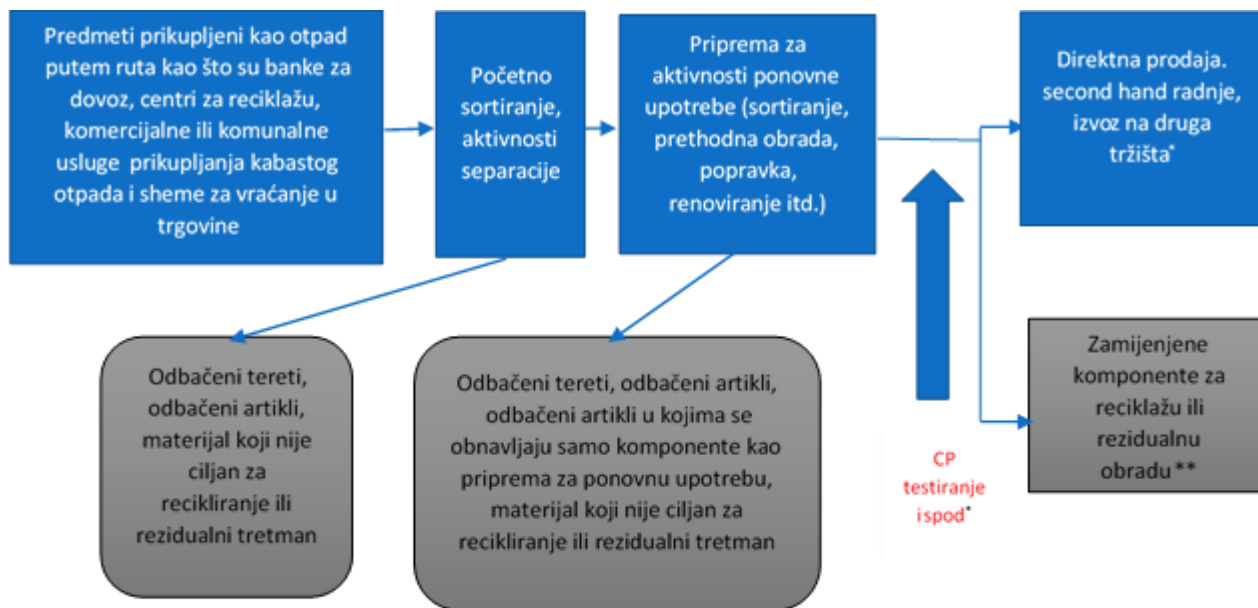 Predmeti prikupljeni kao otpad
putem ruta kao što su banke za
dovoz, centri za reciklažu,
komercijalne ili komunalne
usluge prikupljanja kabastog
otpada i sheme za vraćanje u
trgovine
Početno
sortiranje,
aktivnosti
separacije
Priprema za
aktivnosti ponovne
upotrebe (sortiranje,
prethodna obrada,
popravka,
renoviranje itd.)
Direktna prodaja.
second hand radnje,
izvoz na druga
tržišta*
Odbačeni tereti,
odbačeni artikli,
materijal koji nije
ciljan za
recikliranje ili
rezidualni tretman
Odbačeni tereti, odbačeni artikli,
odbačeni artikli u kojima se
obnavljaju samo komponente kao
priprema za ponovnu upotrebu,
materijal koji nije ciljan za
recikliranje ili rezidualni tretman
CP
testiranje
ispod*
Zamijenjene
komponente za
reciklažu ili
rezidualnu
obradu**